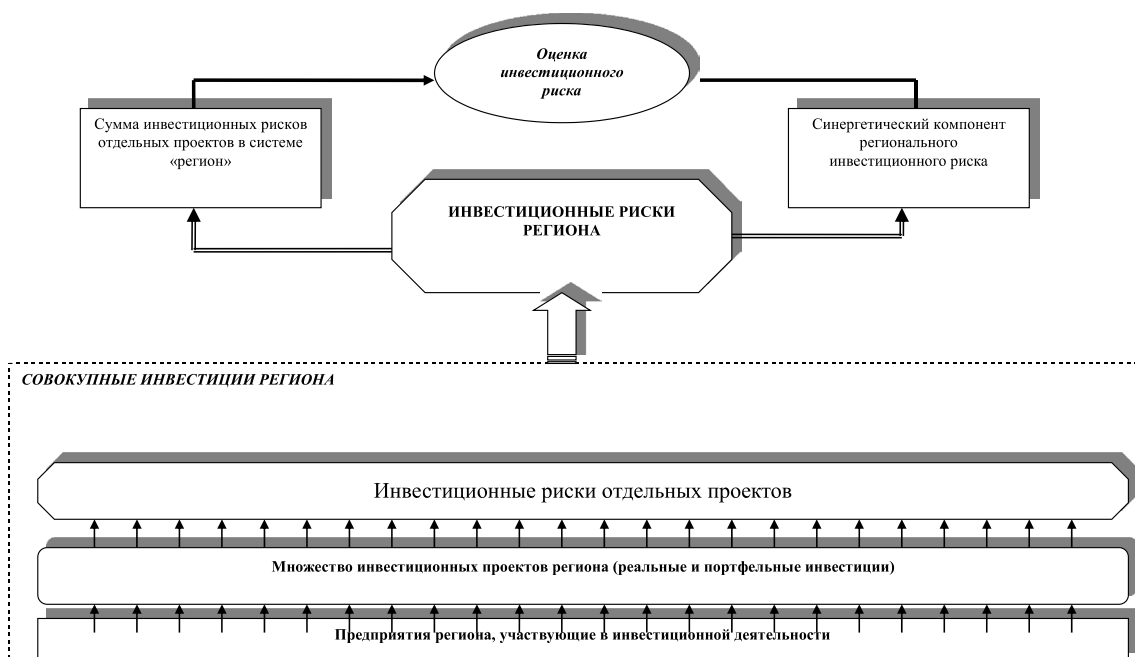 Оценка
инвестиционного
риска
Сумма инвестиционных рисков
отдельных проектов в системе
«регион»
Синергетический компонент
регионального
инвестиционного риска
ИНВЕСТИЦИОННЫЕ РИСКИ
РЕГИОНА
СОВОКУПНЫЕ ИНВЕСТИЦИИ РЕГИОНА
Инвестиционные риски отдельных проектов
Множество инвестиционных проектов региона (реальные и портфельные инвестиции)
Предприятия региона, участвующие в инвестиционной деятельности